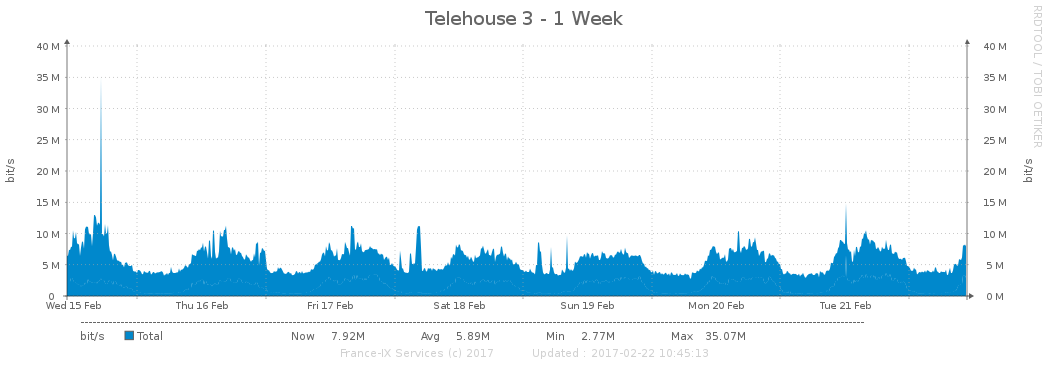 Telehouse 3 - 1 Week
RRDTOOL / TOBI OETIKER
40 M 40 M
35 M 35 M
30 M 30 M
25 M 25 M
20 M 20 M
15 M 15 M
10 M 10 M
5 M 5 M
0 0 M
bit/s bit/s
Wed 15 Feb Thu 16 Feb Fri 17 Feb Sat 18 Feb Sun 19 Feb Mon 20 Feb Tue 21 Feb
bit/s Total Now 7.92M Avg 5.89M Min 2.77M Max 35.07M
France-IX Services (c) 2017 Updated : 2017-02-22 10:45:13